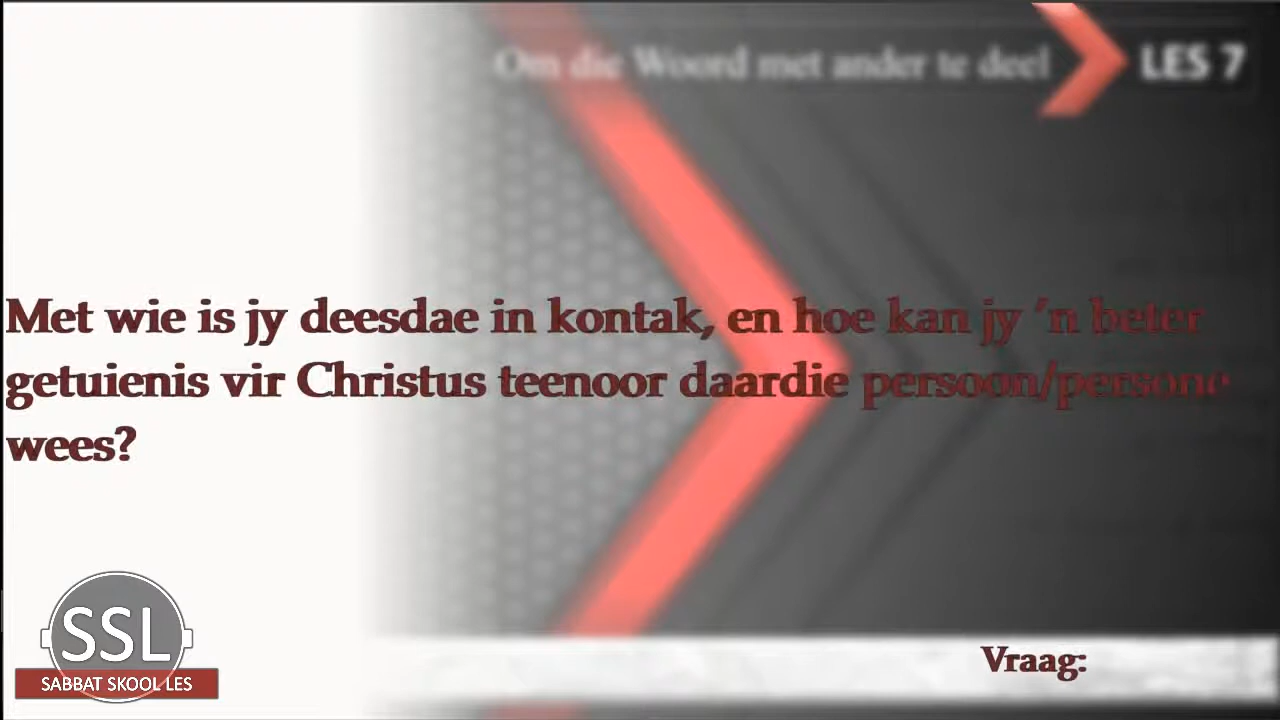 Om die Woord met ander te deel LES 7
Met wie is jy deesdae in kontak, en hoe kan jy 'n beter
getuienis vir Christus teenoor daardie persoon/persone
wees?
Vraag:
SSL
SABBAT SKOOL LES